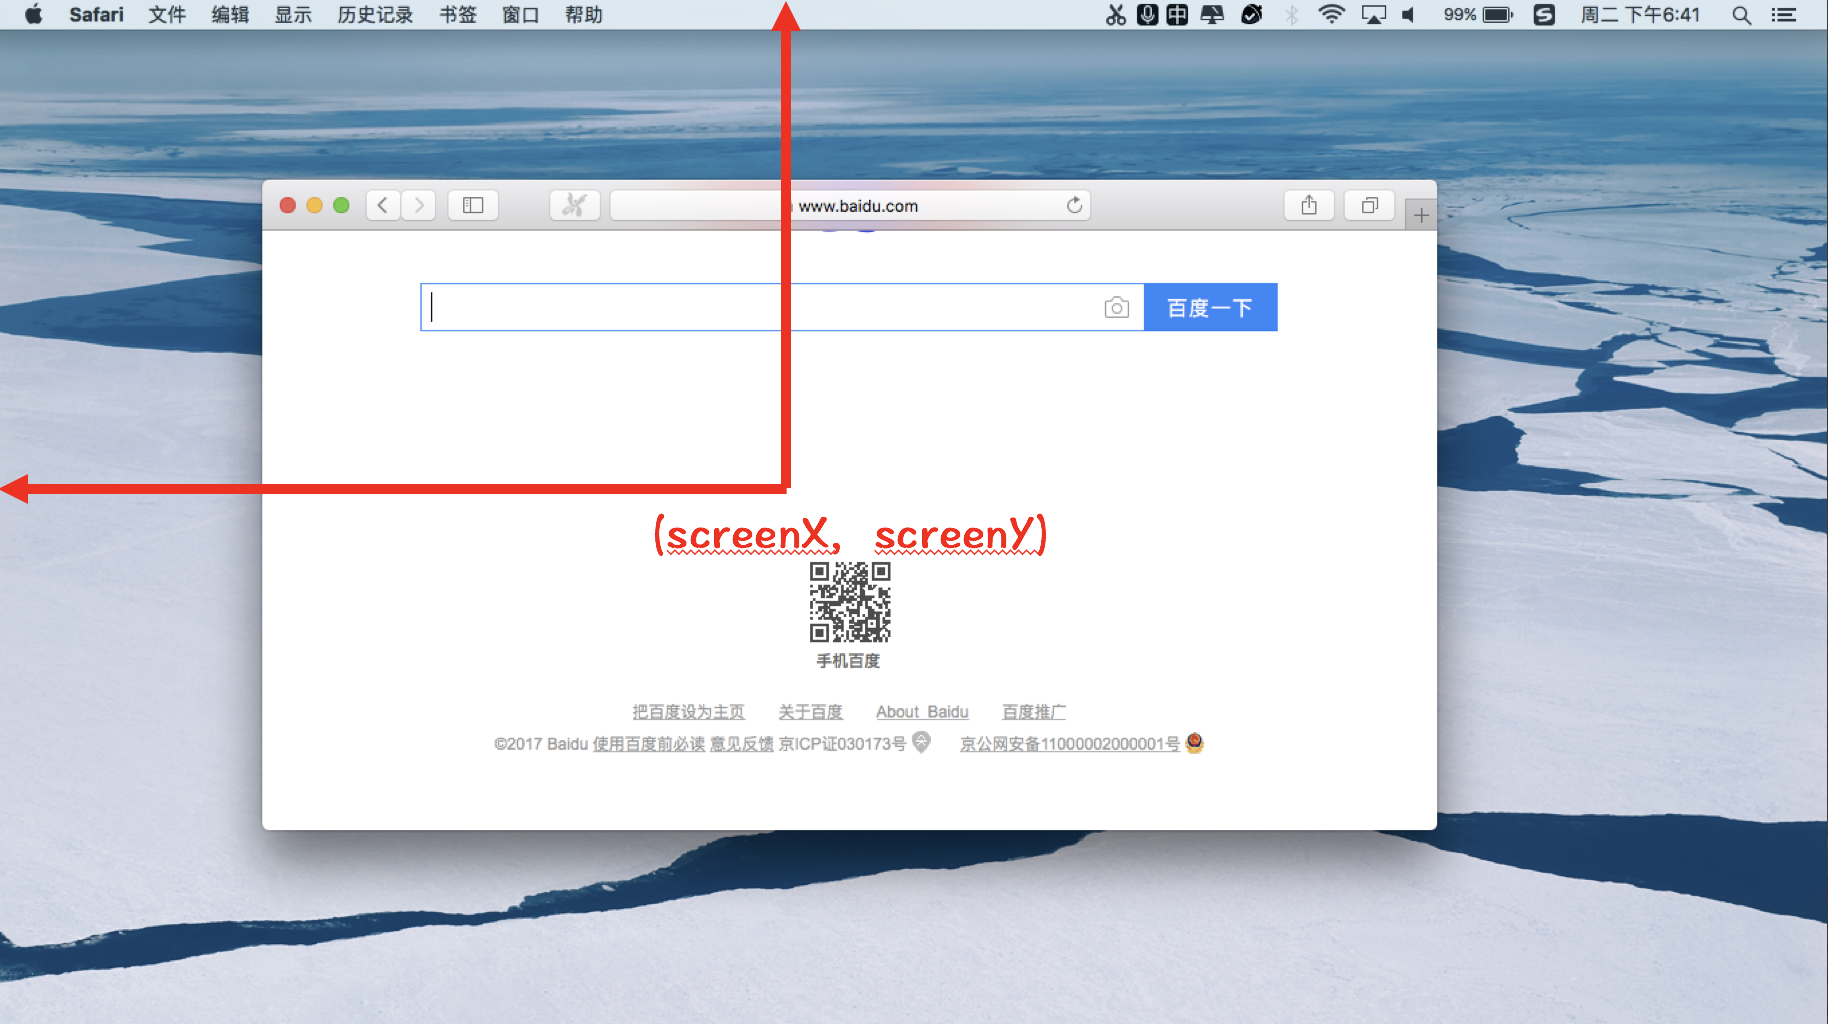 Safari 文件 编辑 显示 历史记录 书签 窗口 帮助 中 99% S 周二 下午6:41
www.baidu.com
百度一下
(screenX, screenY)
手机百度
把百度设为主页 关于百度 About Baidu 百度推广
©2017 Baidu 使用百度前必读 意见反馈 京ICP证030173号 京公网安备11000002000001号